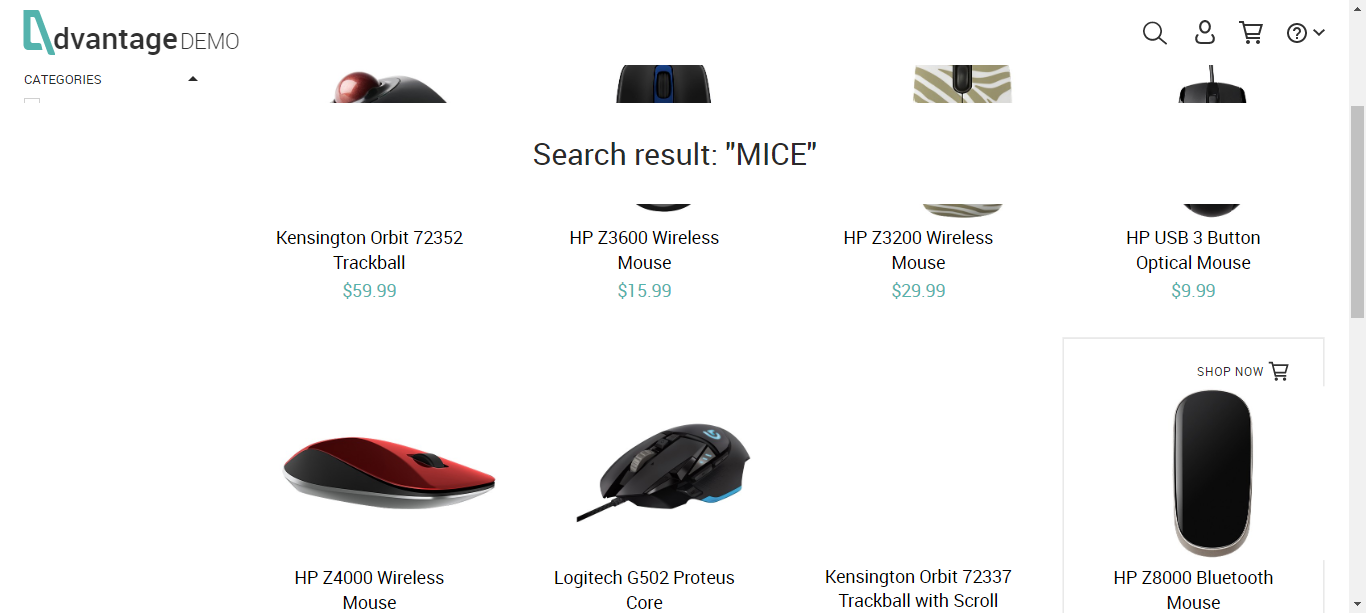 dvantage DEMO
CATEGORIES
Search result: "MICE"
Kensington Orbit 72352
Trackball
$59.99
HP Z3600 Wireless
Mouse
$15.99
HP Z3200 Wireless
Mouse
$29.99
HP USB 3 Button
Optical Mouse
$9.99
SHOP NOW
HP Z4000 Wireless
Mouse
Logitech G502 Proteus
Core
Kensington Orbit 72337
Trackball with Scroll
HP Z8000 Bluetooth
Mouse